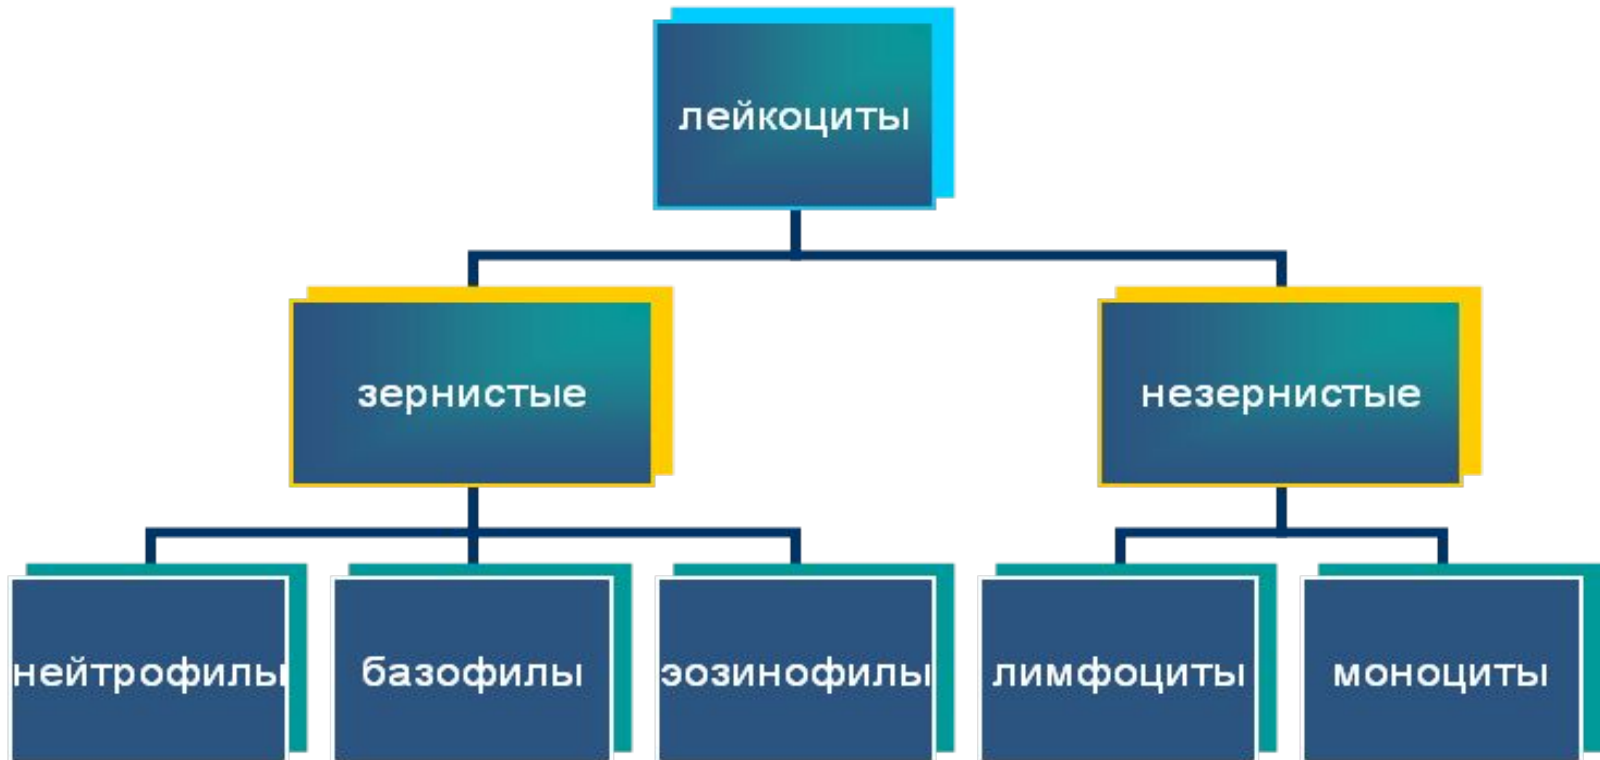 лейкоциты
зернистые
незернистые
нейтрофилы
базофилы
эозинофилы
лимфоциты
моноциты